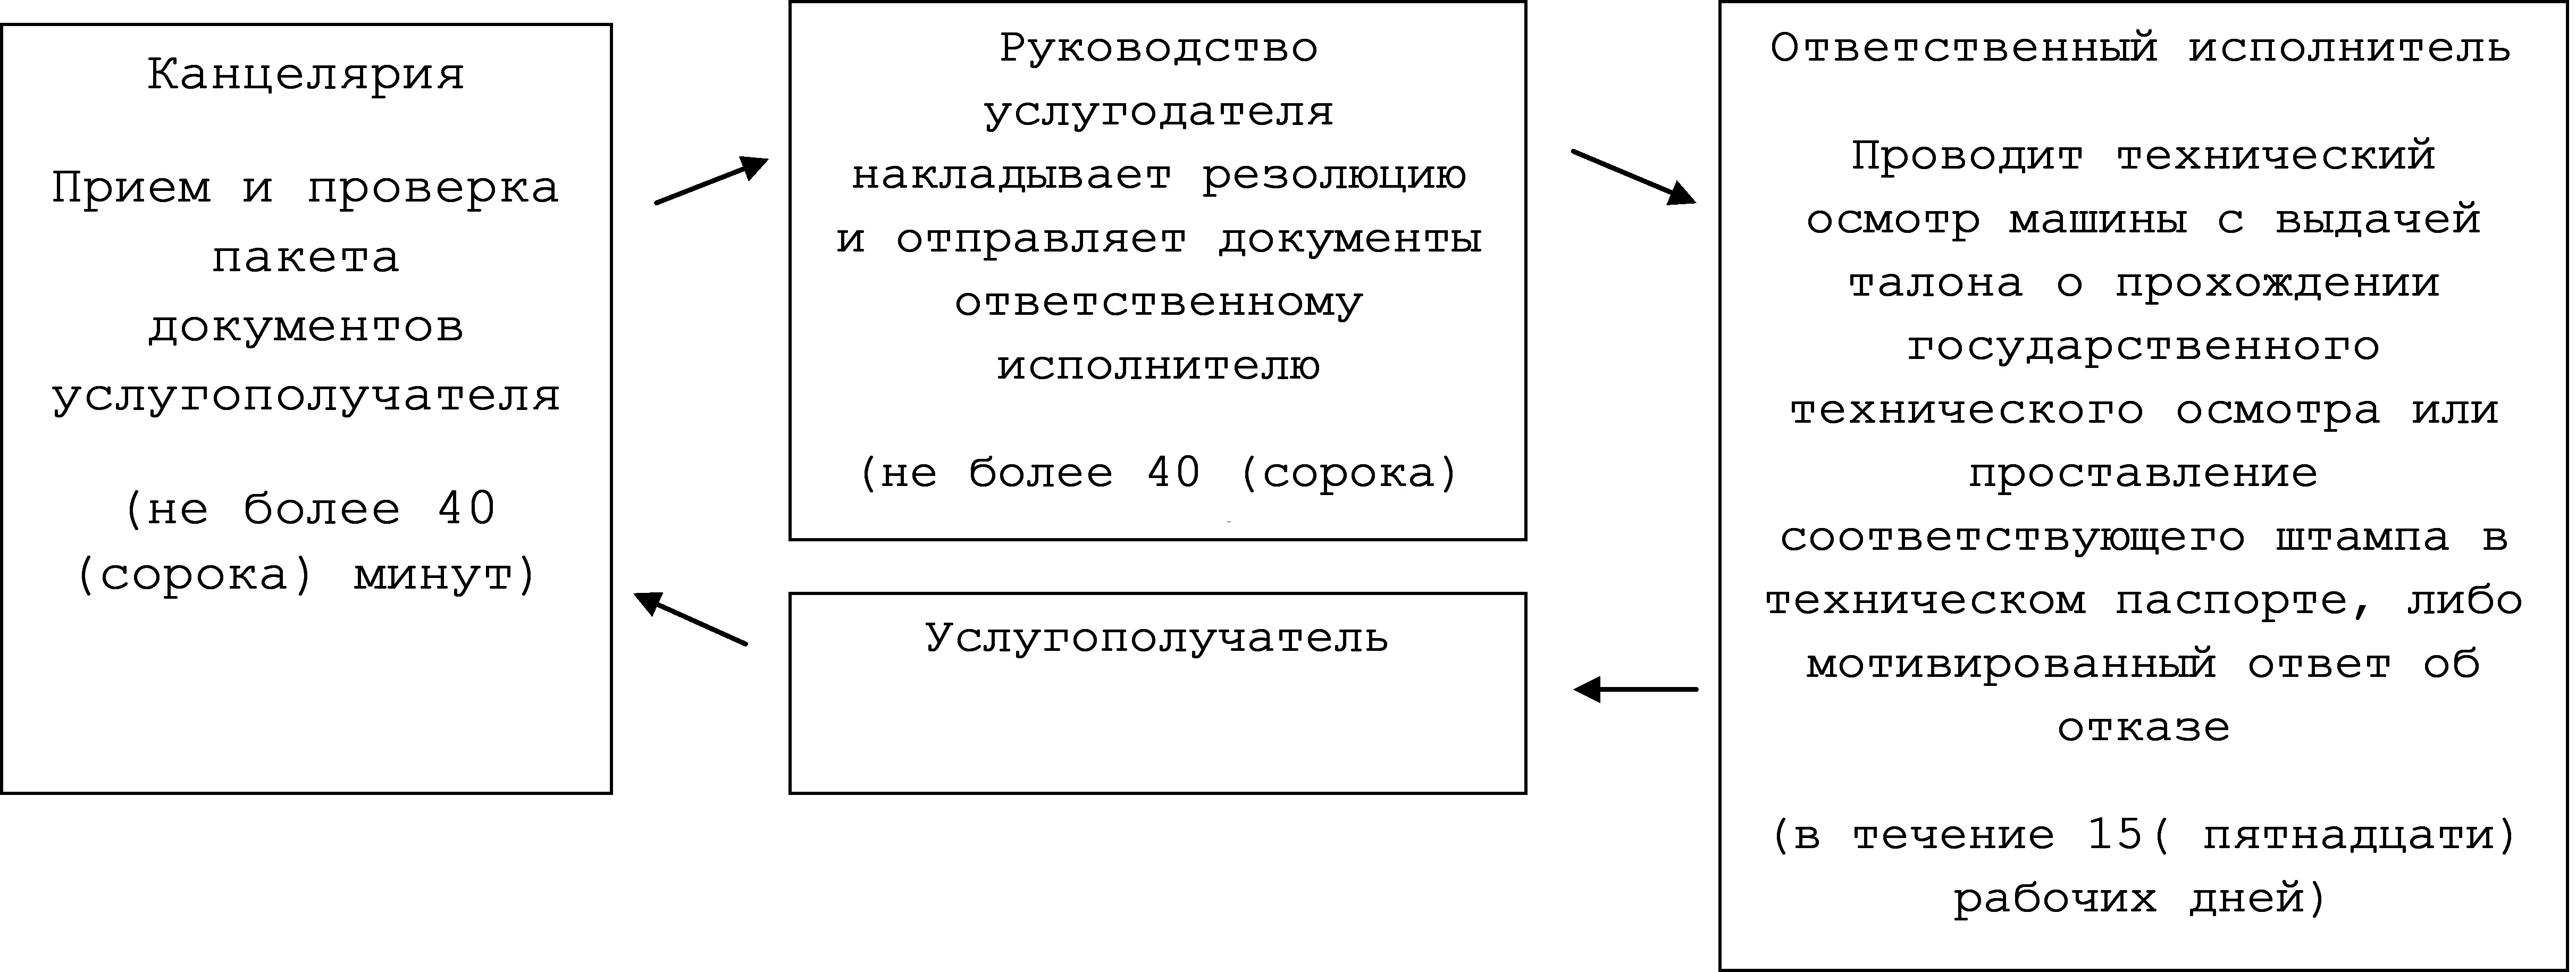 Канцелярия
Прием и проверка
пакета
документов
услугополучателя
(не более 40
(сорока) минут)
Руководство
услугодателя
накладывает резолюцию
и отправляет документы
ответственному
исполнителю
(не более 40 (сорока)
Услугополучатель
Ответственный исполнитель
Проводит технический
осмотр машины с выдачей
талона о прохождении
государственного
технического осмотра или
проставление
соответствующего штампа в
техническом паспорте, либо
мотивированный ответ об
отказе
(в течение 15( пятнадцати)
рабочих дней)